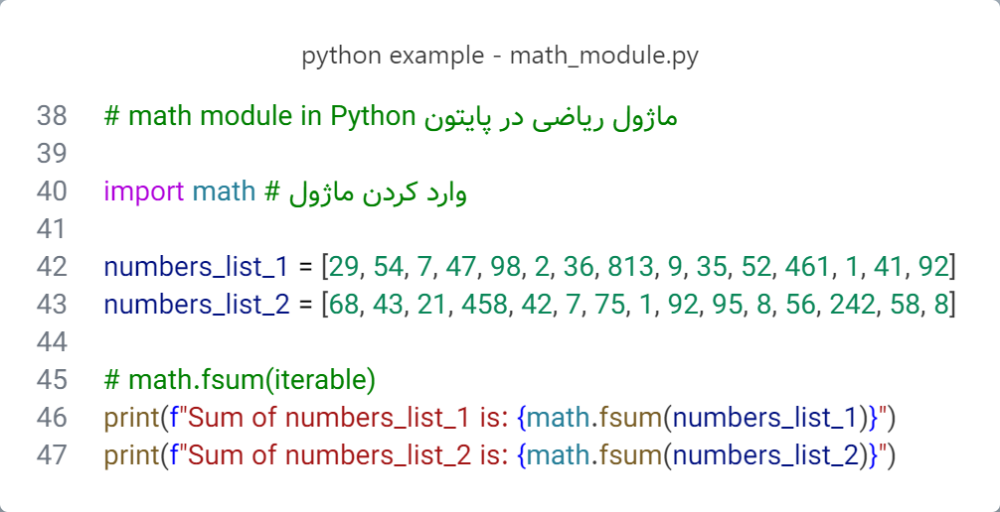 python example - math_module.py
38 # math module in Python ماژول ریاضی در پایتون
39
40 import math # وارد کردن ماژول
41
42 numbers_list_1 = [29, 54, 7, 47, 98, 2, 36, 813, 9, 35, 52, 461, 1, 41, 92]
43 numbers_list_2 = [68, 43, 21, 458, 42, 7, 75, 1, 92, 95, 8, 56, 242, 58, 8]
44
45 # math.fsum(iterable)
46 print(f"Sum of numbers_list_1 is: {math.fsum(numbers_list_1)}")
47 print(f"Sum of numbers_list_2 is: {math.fsum(numbers_list_2)}")